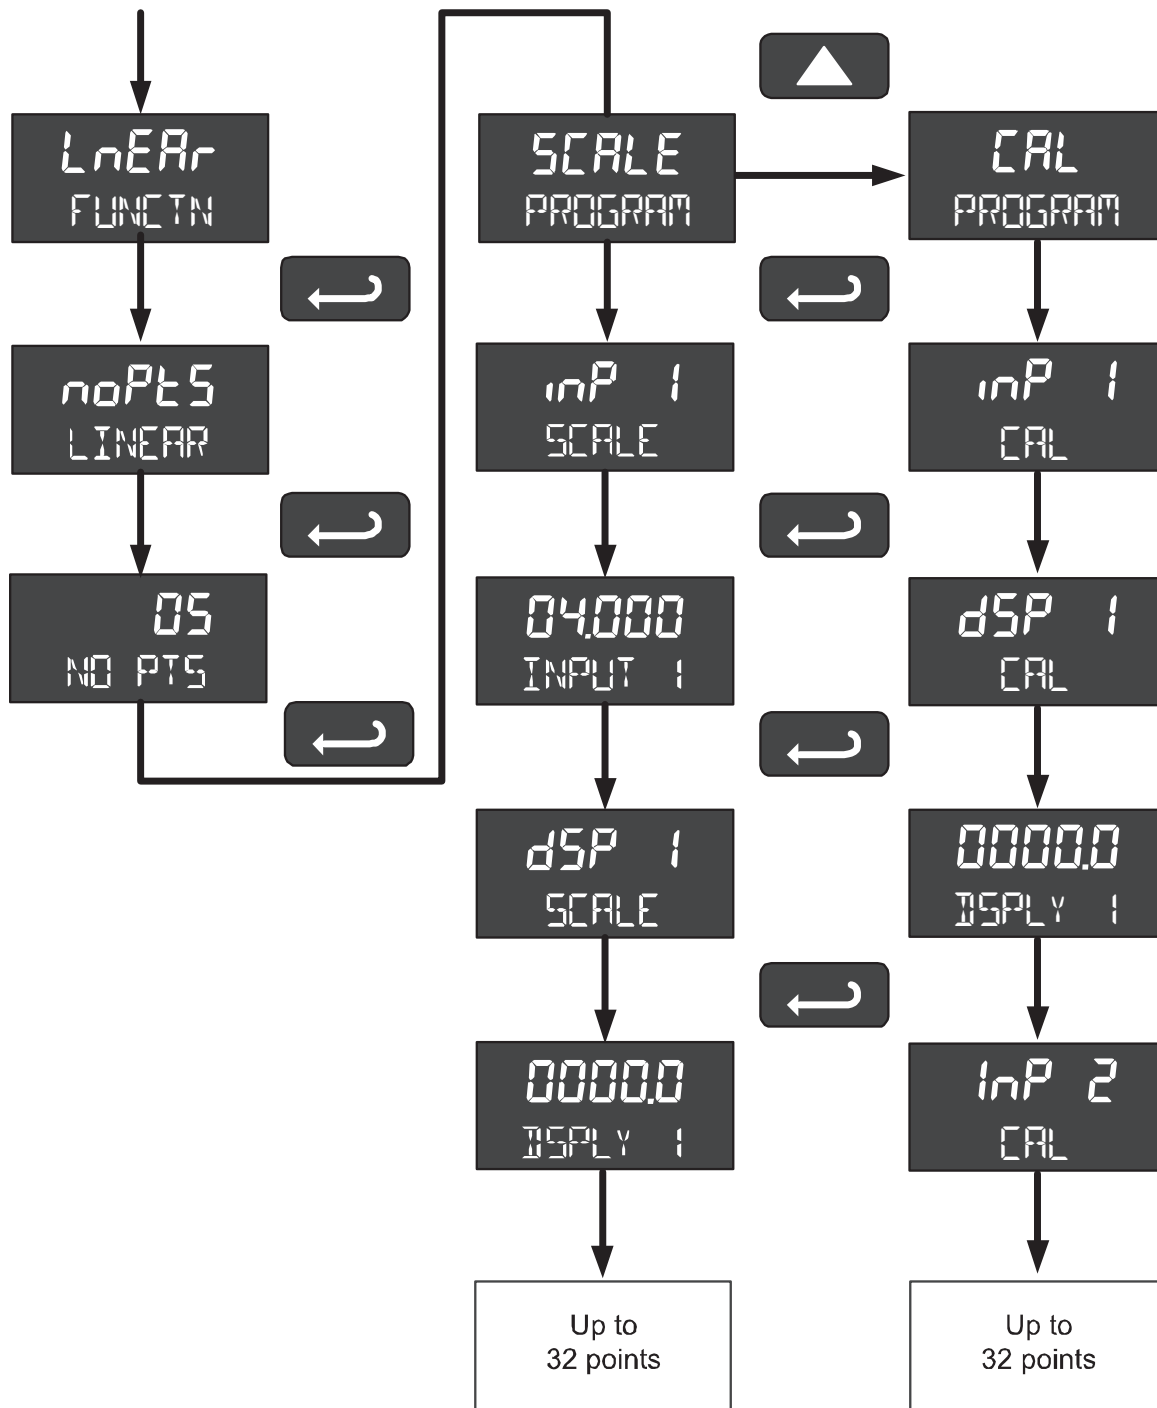 LnEAr
FUNCTN
noPtS
LINEAR
05
NO PTS
SCALE
PROGRAM
inP 1
SCALE
04.000
INPUT 1
dSP 1
SCALE
0000.0
DSPLY 1
Up to
32 points
CAL
PROGRAM
inP 1
CAL
dSP 1
CAL
0000.0
DSPLY 1
InP 2
CAL
Up to
32 points